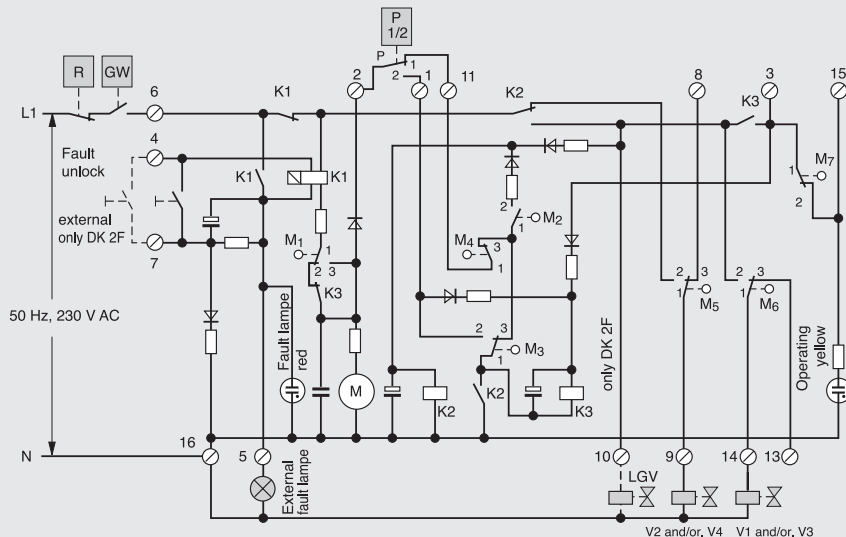 P
1/2
P 1
2
R GW
6 K1 2 1 11 K2 8 3 15
L1
K3
4
Fault
unlock
K1 K1
M7
1
2
external
only DK 2F
7
2
1 M2
M4 3
1
M1 1
2 3
K3
2 3
1 M5
2 3
1 M6
50 Hz, 230 V AC
2 3
1 M3
Fault lampe
red
M
K2
K2
K3
only DK 2F
Operating
yellow
N
16 5 10 9 14 13
External
fault lampe
LGV
V2 and/or, V4
V1 and/or, V3